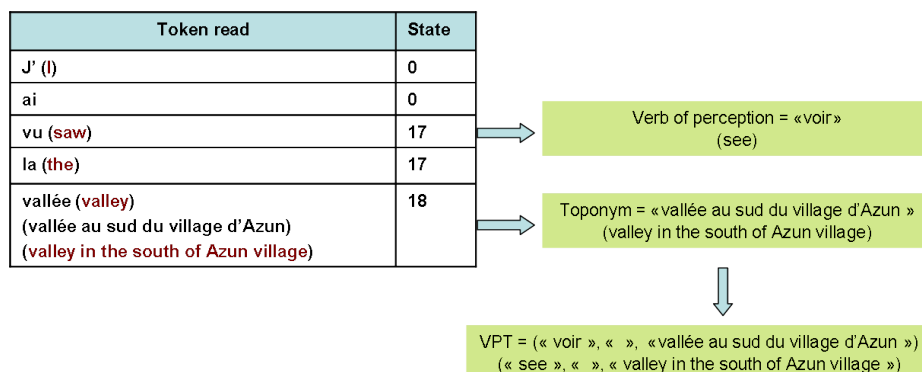 Token read State
J' (I) 0
ai 0
vu (saw) 17
la (the) 17
vallée (valley) 18
(vallée au sud du village d'Azun)
(valley in the south of Azun village)
Verb of perception = «voir»
(see)
Toponym = «vallée au sud du village d'Azun »
(valley in the south of Azun village)
VPT = (« voir », «  », «vallée au sud du village d'Azun »)
(« see », «  », « valley in the south of Azun village »)